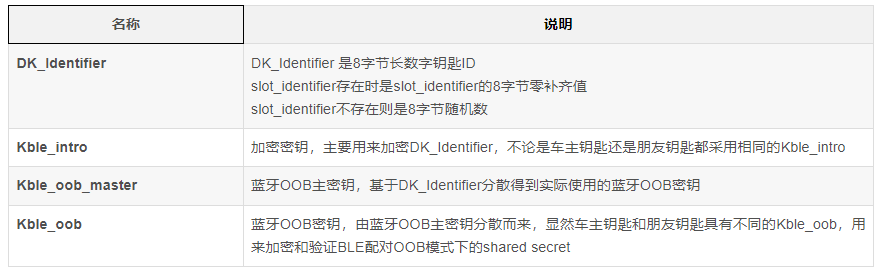 名称 说明
DK_Identifier DK_Identifier 是8字节长数字钥匙ID
slot_identifier存在时是slot_identifier的8字节零补齐值
slot_identifier不存在则是8字节随机数
Kble_intro 加密密钥，主要用来加密DK_Identifier，不论是车主钥匙还是朋友钥匙都采用相同的Kble_intro
Kble_oob_master 蓝牙OOB主密钥，基于DK_Identifier分散得到实际使用的蓝牙OOB密钥
Kble_oob 蓝牙OOB密钥，由蓝牙OOB主密钥分散而来，显然车主钥匙和朋友钥匙具有不同的Kble_oob，用
来加密和验证BLE配对OOB模式下的shared secret